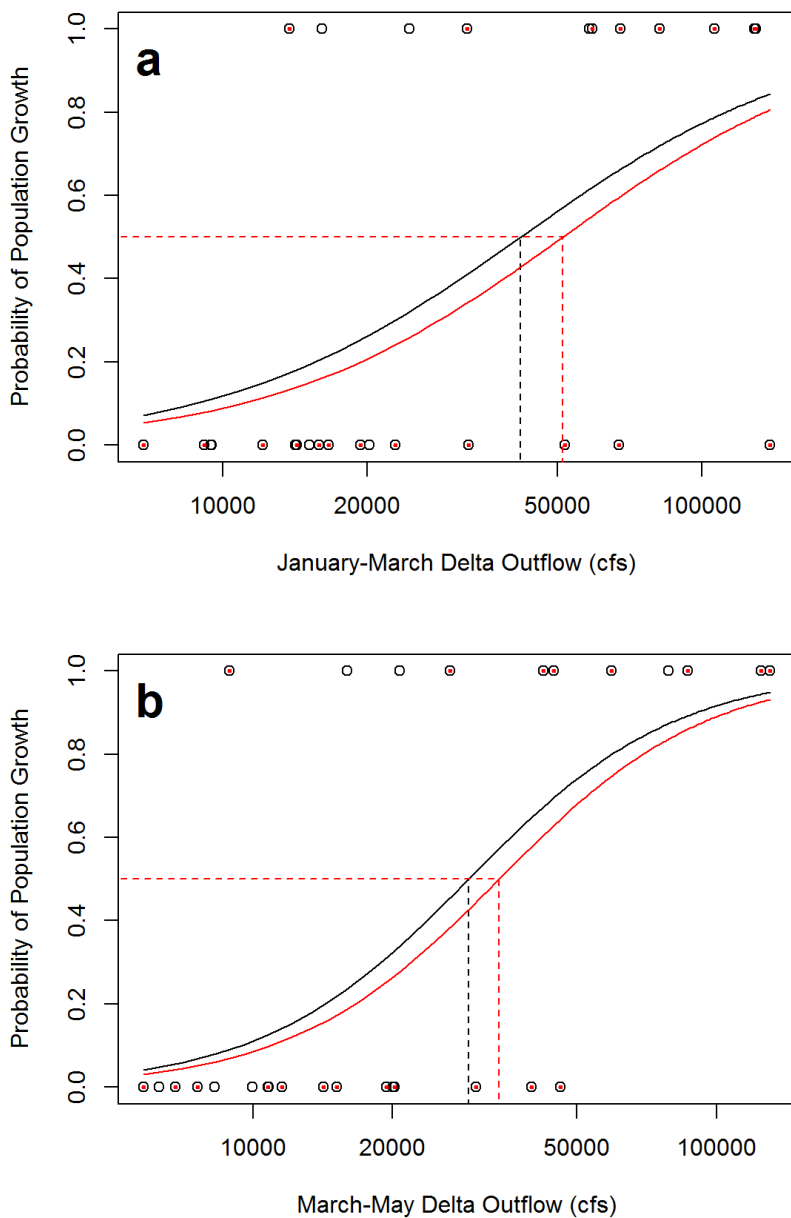 a
Probability of Population Growth
0.0 0.2 0.4 0.6 0.8 1.0
10000 20000 50000 100000
January-March Delta Outflow (cfs)
b
Probability of Population Growth
0.0 0.2 0.4 0.6 0.8 1.0
10000 20000 50000 100000
March-May Delta Outflow (cfs)